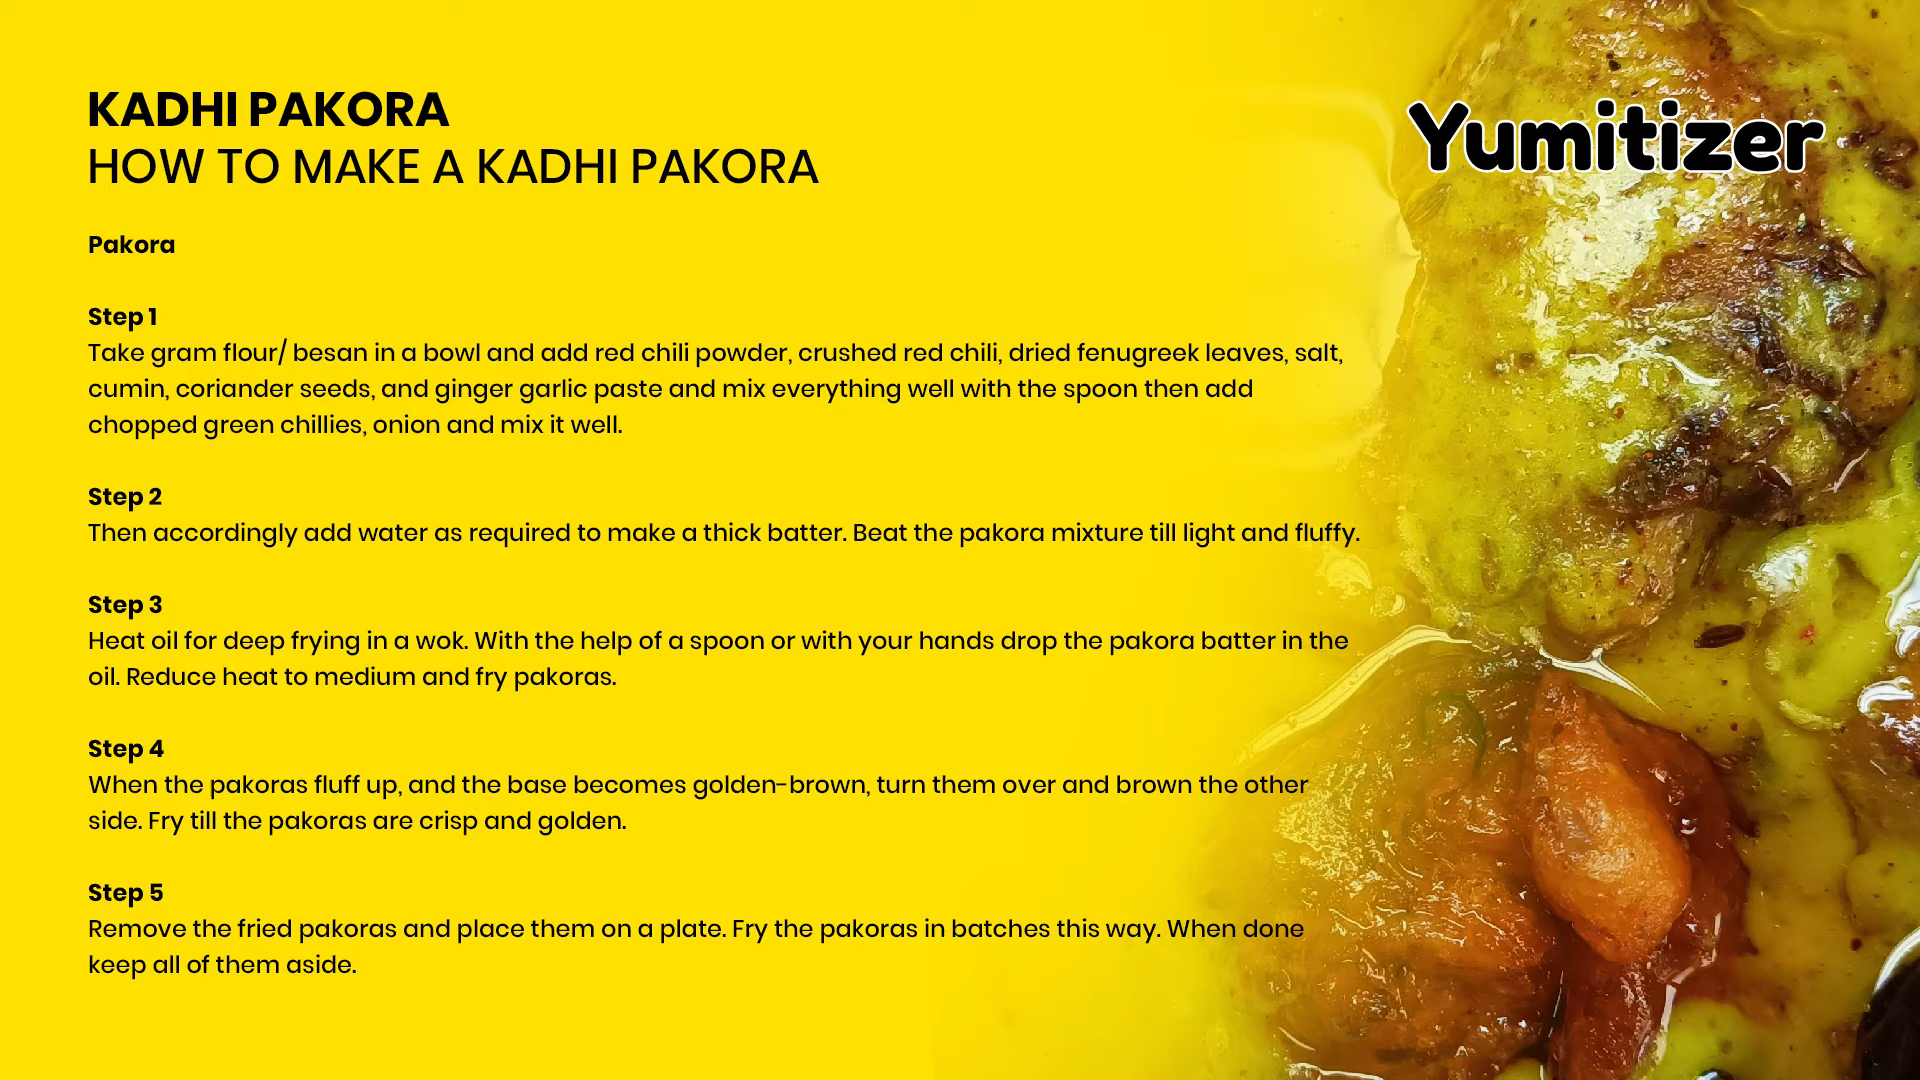 KADHI PAKORA
HOW TO MAKE A KADHI PAKORA
Yumitizer
Pakora
Step 1
Take gram flour/ besan in a bowl and add red chili powder, crushed red chili, dried fenugreek leaves, salt,
cumin, coriander seeds, and ginger garlic paste and mix everything well with the spoon then add
chopped green chillies, onion and mix it well.
Step 2
Then accordingly add water as required to make a thick batter. Beat the pakora mixture till light and fluffy.
Step 3
Heat oil for deep frying in a wok. With the help of a spoon or with your hands drop the pakora batter in the
oil. Reduce heat to medium and fry pakoras.
Step 4
When the pakoras fluff up, and the base becomes golden-brown, turn them over and brown the other
side. Fry till the pakoras are crisp and golden.
Step 5
Remove the fried pakoras and place them on a plate. Fry the pakoras in batches this way. When done
keep all of them aside.